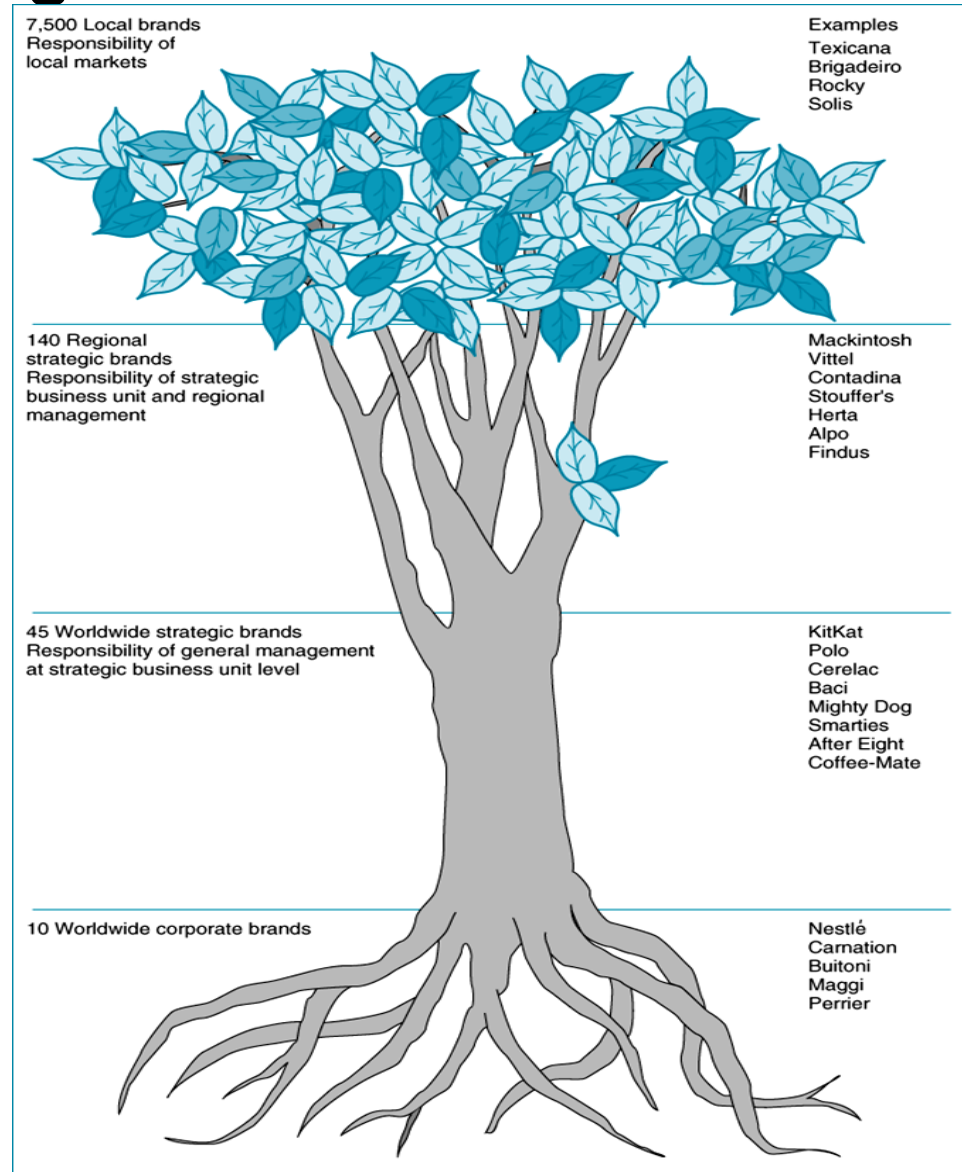 7,500 Local brands
Responsibility of
local markets
Examples
Texicana
Brigadeiro
Rocky
Solis
140 Regional
strategic brands
Responsibility of strategic
business unit and regional
management
Mackintosh
Vittel
Contadina
Stouffer's
Herta
Alpo
Findus
45 Worldwide strategic brands
Responsibility of general management
at strategic business unit level
KitKat
Polo
Cerelac
Baci
Mighty Dog
Smarties
After Eight
Coffee-Mate
10 Worldwide corporate brands
Nestlé
Carnation
Buitoni
Maggi
Perrier